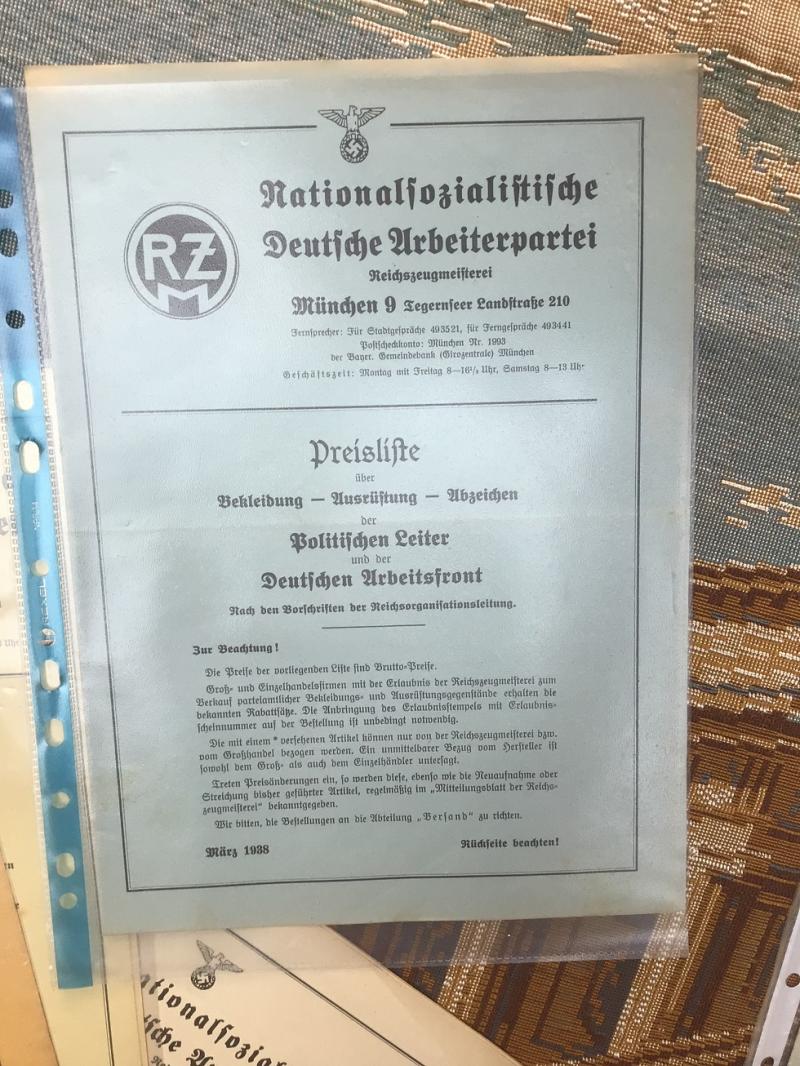 Nationalsozialistische
Deutsche Arbeiterpartei
RZM
Reichszeugmeisterei
München 9 Tegernseer Landstraße 210
Fernsprecher: Für Stadtgespräche 493521, für Ferngespräche 493441
Postscheckkonto: München Nr. 1993
der Bayer. Gemeindebank (Girozentrale) München
Geschäftszeit: Montag mit Freitag 8—16½ Uhr, Samstag 8—13 Uhr
Preisliste
über
Bekleidung — Ausrüstung — Abzeichen
der
Politischen Leiter
und der
Deutschen Arbeitsfront
Nach den Vorschriften der Reichsorganisationsleitung.
Zur Beachtung!
Die Preise der vorliegenden Liste sind Brutto-Preise.
Groß- und Einzelhandelsfirmen mit der Erlaubnis der Reichszeugmeisterei zum
Verkauf parteiamtlicher Bekleidungs- und Ausrüstungsgegenstände erhalten die
bekannten Rabattsätze. Die Anbringung des Erlaubnisstempels mit Erlaubnis-
scheinnummer auf der Bestellung ist unbedingt notwendig.
Die mit einem * versehenen Artikel können nur von der Reichszeugmeisterei bzw.
vom Großhandel bezogen werden. Ein unmittelbarer Bezug vom Hersteller ist
sowohl dem Groß- als auch dem Einzelhändler untersagt.
Treten Preisänderungen ein, so werden diese, ebenso wie die Neuaufnahme oder
Streichung bisher geführter Artikel, regelmäßig im „Mitteilungsblatt der Reichs-
zeugmeisterei" bekanntgegeben.
Wir bitten, die Bestellungen an die Abteilung „Versand" zu richten.
März 1938 Rückseite beachten!
ationalsozial
tsche A